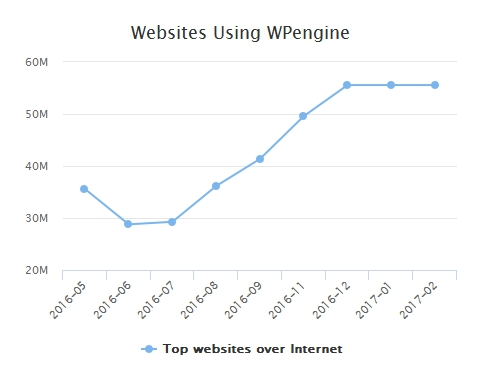 Websites Using WPengine
60M
50M
40M
30M
20M
2016-05
2016-06
2016-07
2016-08
2016-09
2016-11
2016-12
2017-01
2017-02
Top websites over Internet